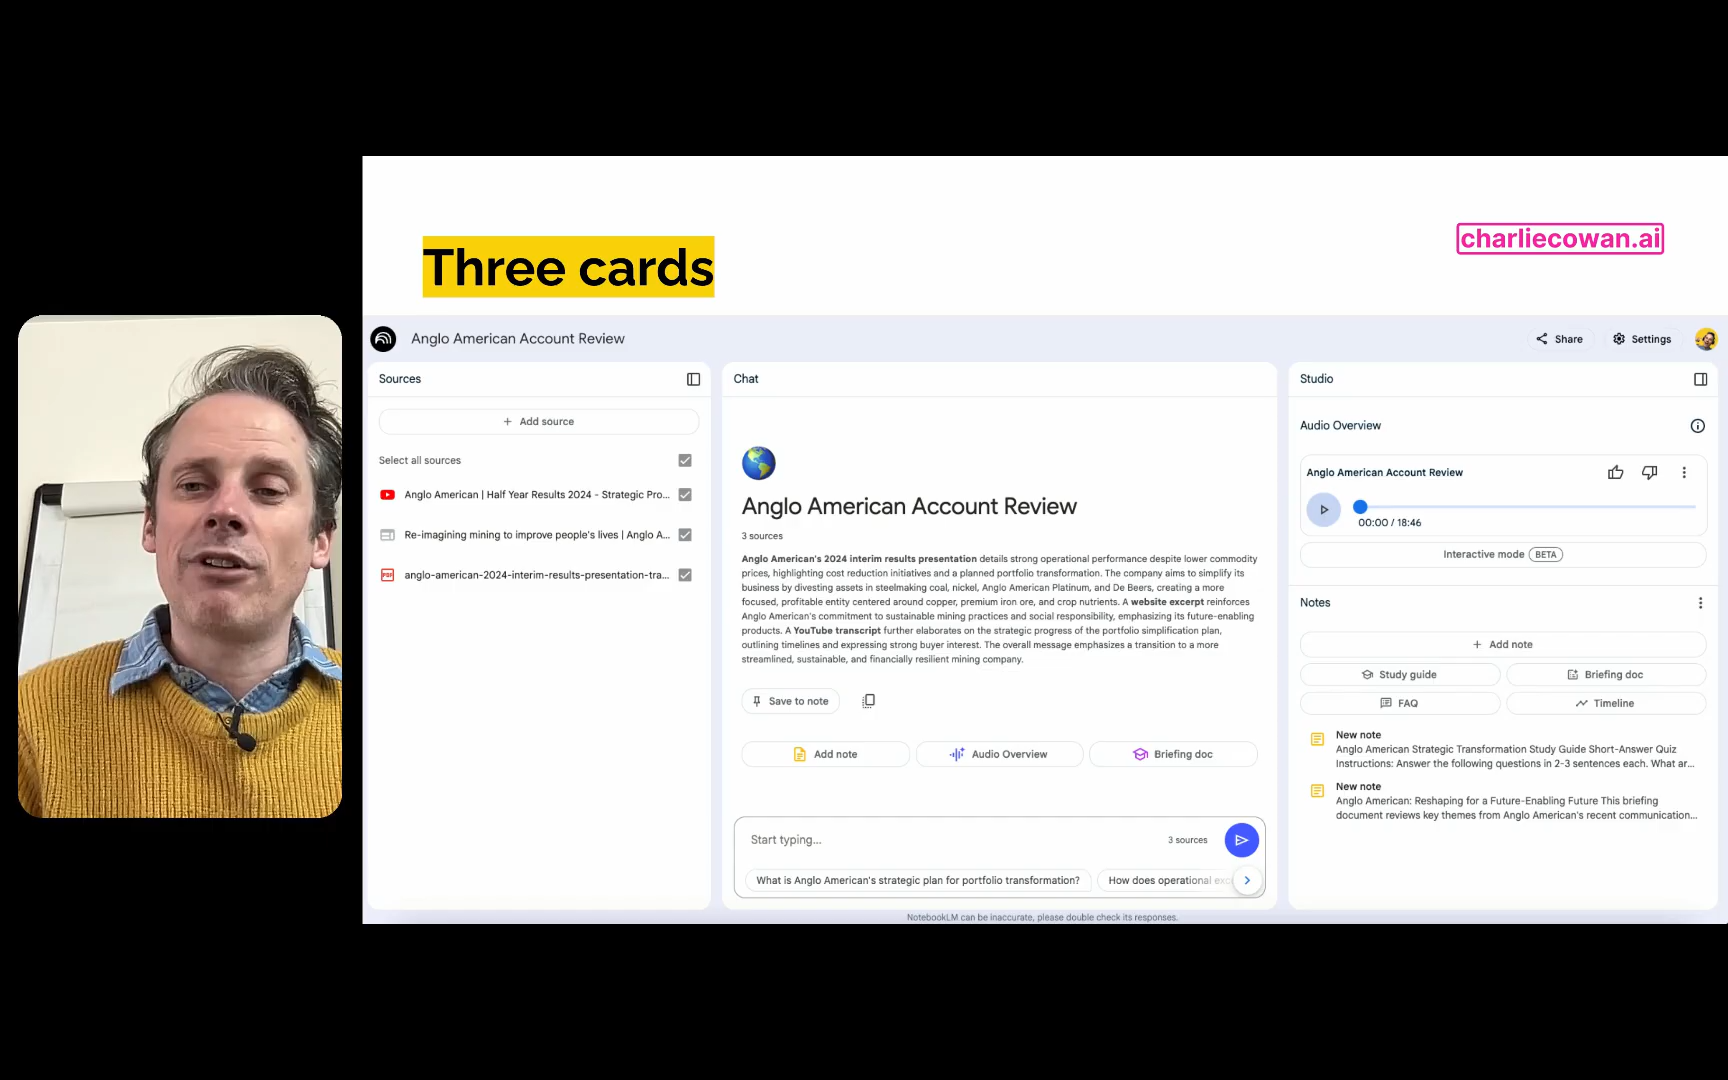 charliecowan.ai
Three cards
Anglo American Account Review
Share
Settings
Sources
+ Add source
Select all sources
Anglo American | Half Year Results 2024 - Strategic Pro...
Re-imagining mining to improve people's lives | Anglo A...
PDF
anglo-american-2024-interim-results-presentation-tra...
Chat
Anglo American Account Review
3 sources
Anglo American's 2024 interim results presentation details strong operational performance despite lower commodity
prices, highlighting cost reduction initiatives and a planned portfolio transformation. The company aims to simplify its
business by divesting assets in steelmaking coal, nickel, Anglo American Platinum, and De Beers, creating a more
focused, profitable entity centered around copper, premium iron ore, and crop nutrients. A website excerpt reinforces
Anglo American's commitment to sustainable mining practices and social responsibility, emphasizing its future-enabling
products. A YouTube transcript further elaborates on the strategic progress of the portfolio simplification plan,
outlining timelines and expressing strong buyer interest. The overall message emphasizes a transition to a more
streamlined, sustainable, and financially resilient mining company.
Save to note
Add note
Audio Overview
Briefing doc
Start typing...
3 sources
What is Anglo American's strategic plan for portfolio transformation?
How does operational
NotebookLM can be inaccurate, please double check its responses.
Studio
Audio Overview
Anglo American Account Review
00:00 / 18:46
Interactive mode BETA
Notes
+ Add note
Study guide
Briefing doc
FAQ
Timeline
New note
Anglo American Strategic Transformation Study Guide Short-Answer Quiz
Instructions: Answer the following questions in 2-3 sentences each. What ar...
New note
Anglo American: Reshaping for a Future-Enabling Future This briefing
document reviews key themes from Anglo American's recent communication...